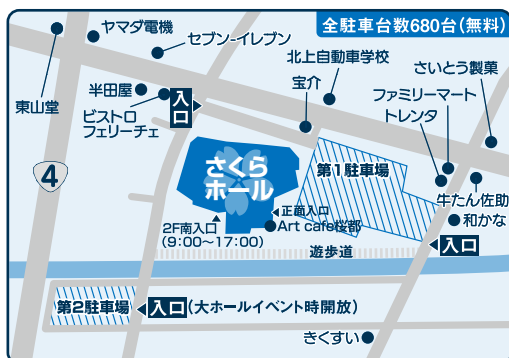 全駐車台数680台(無料)
ヤマダ電機
セブン-イレブン
北上自動車学校
さいとう製菓
東山堂
半田屋
宝介
ファミリーマート
トレンタ
ビストロ
フェリーチェ
入口
さくら
ホール
第1駐車場
4
牛たん佐助
和かな
正面入口
Art cafe桜都
2F南入口
(9:00〜17:00)
入口
遊歩道
第2駐車場
入口(大ホールイベント時開放)
きくすい